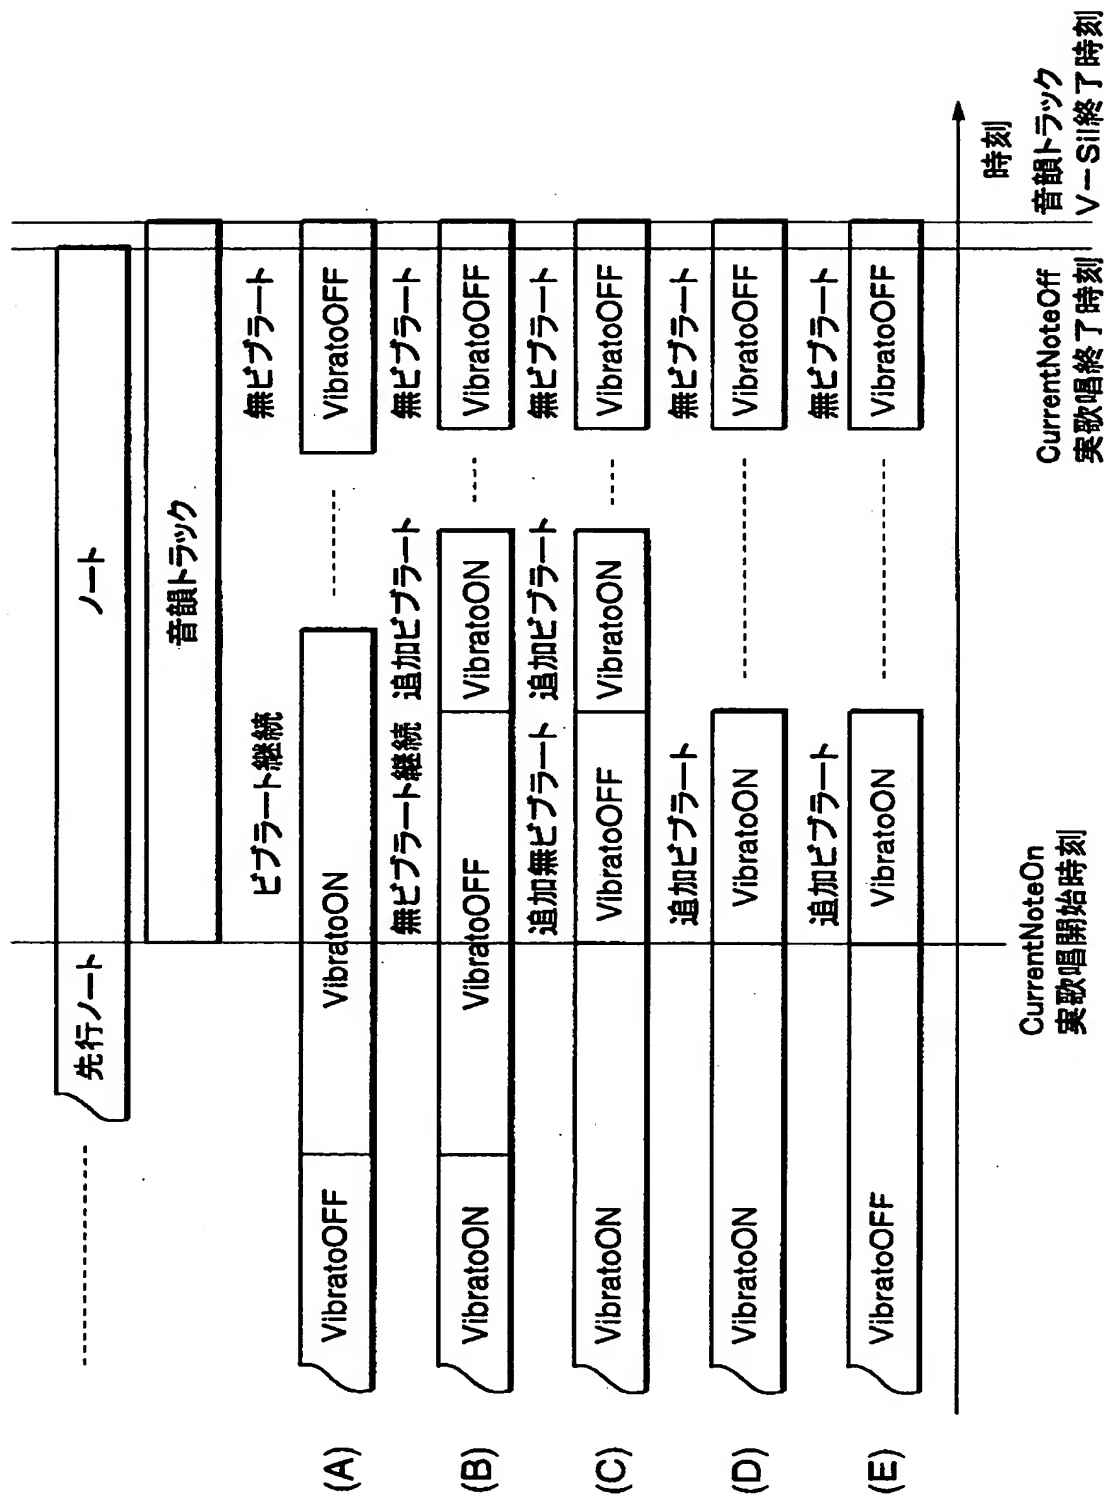 先行ノート
ノート
音韻トラック
ビブラート継続
無ビブラート
(A)
VibratoOFF
VibratoON
VibratoOFF
無ビブラート継続
追加ビブラート
無ビブラート
(B)
VibratoON
VibratoOFF
VibratoON
VibratoOFF
追加無ビブラート
追加ビブラート
無ビブラート
(C)
VibratoON
VibratoOFF
VibratoON
VibratoOFF
追加ビブラート
無ビブラート
(D)
VibratoON
VibratoON
VibratoOFF
追加ビブラート
無ビブラート
(E)
VibratoOFF
VibratoON
VibratoOFF
時刻
CurrentNoteOn
実歌唱開始時刻
CurrentNoteOff
実歌唱終了時刻
音韻トラック
V－Sil終了時刻